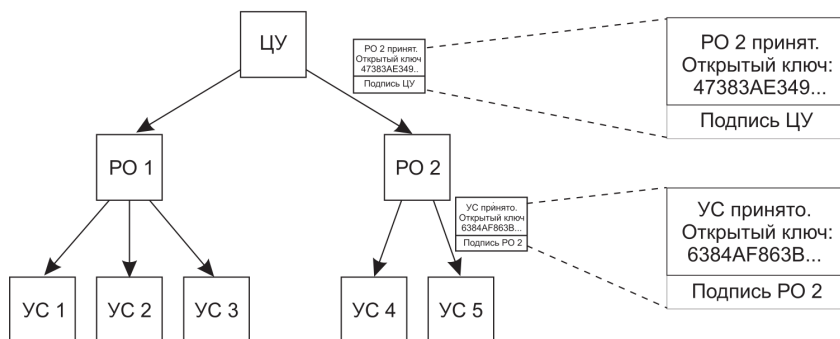 ЦУ
РО 2 принят.
Открытый ключ
47383AE349..
Подпись ЦУ
РО 2 принят.
Открытый ключ:
47383AE349...
Подпись ЦУ
РО 1
РО 2
УС принято.
Открытый ключ
6384AF863B...
Подпись РО 2
УС принято.
Открытый ключ:
6384AF863B...
Подпись РО 2
УС 1
УС 2
УС 3
УС 4
УС 5